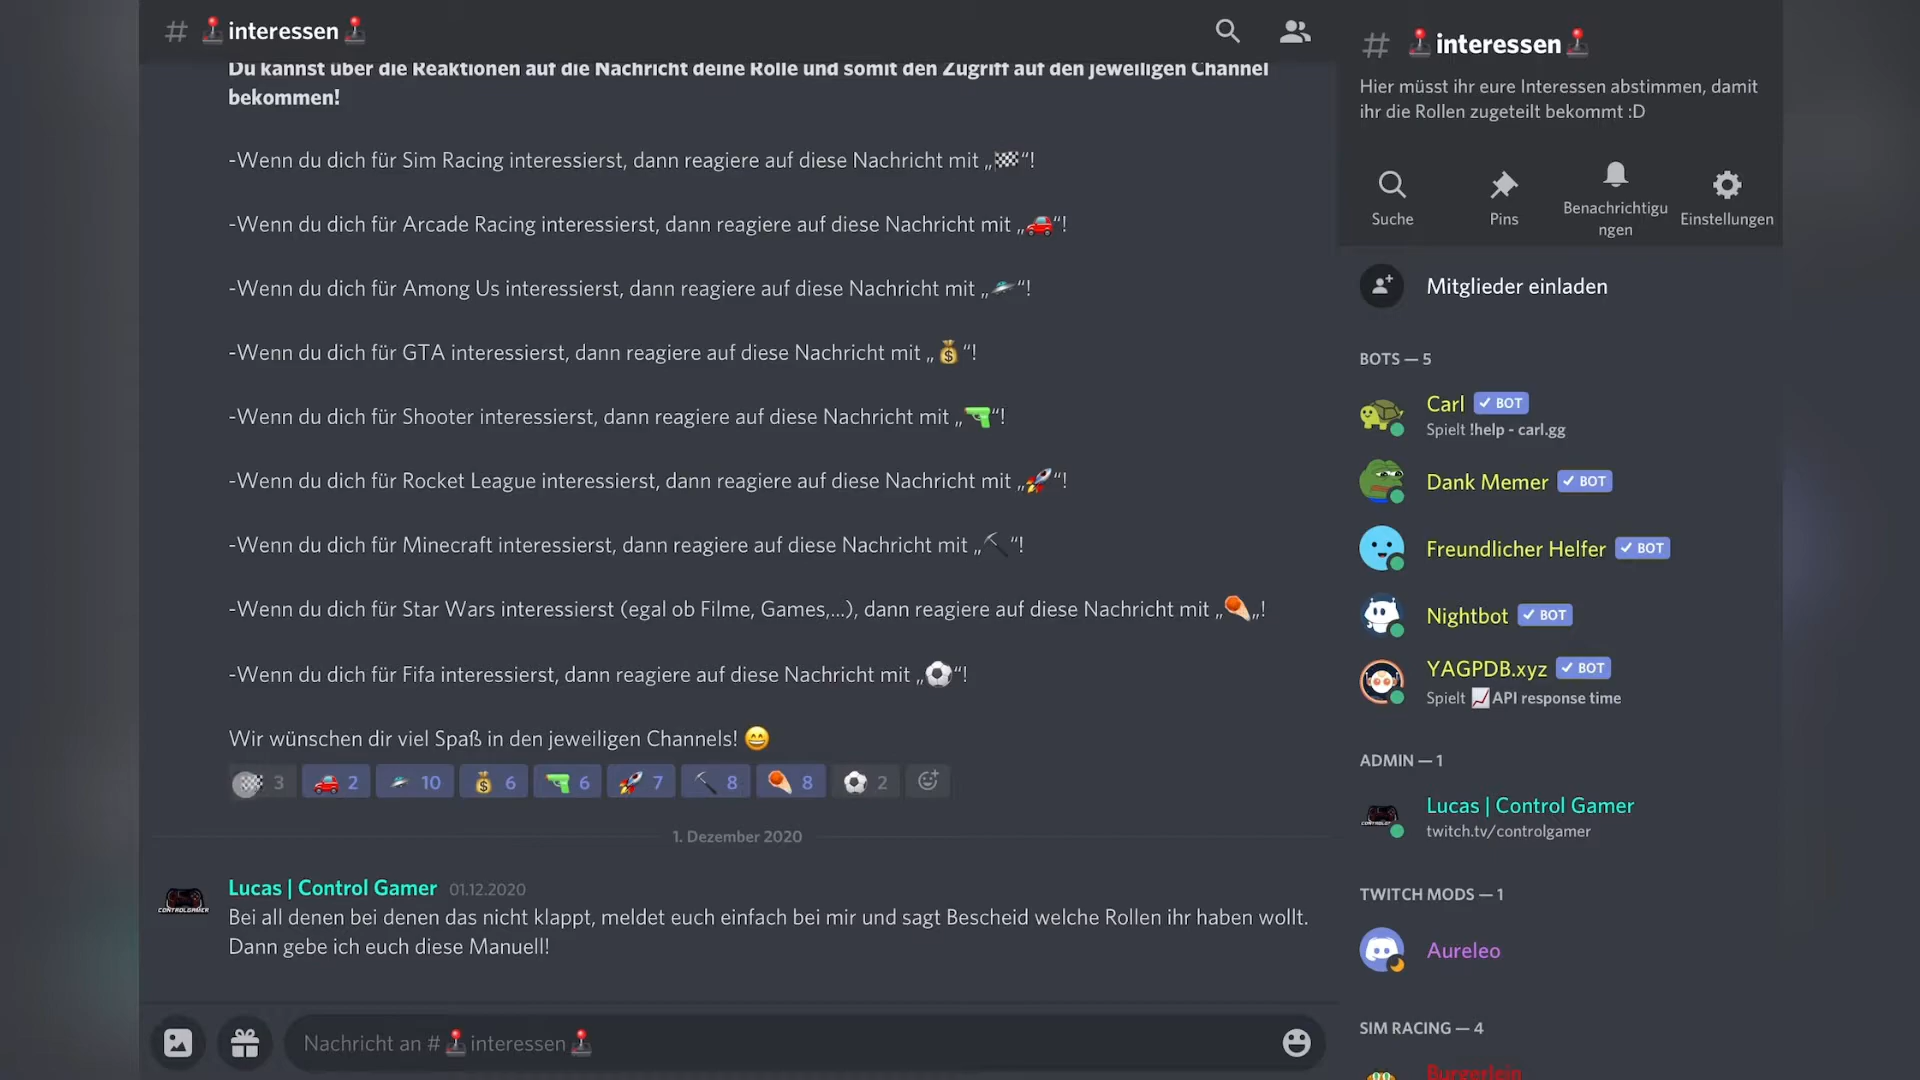 # 🕹️interessen🕹️
Du kannst über die Reaktionen auf die Nachricht deine Rolle und somit den Zugriff auf den jeweiligen Channel
bekommen!
-Wenn du dich für Sim Racing interessierst, dann reagiere auf diese Nachricht mit „🏁“!
-Wenn du dich für Arcade Racing interessierst, dann reagiere auf diese Nachricht mit „🚗“!
-Wenn du dich für Among Us interessierst, dann reagiere auf diese Nachricht mit „🛸“!
-Wenn du dich für GTA interessierst, dann reagiere auf diese Nachricht mit „💰“!
-Wenn du dich für Shooter interessierst, dann reagiere auf diese Nachricht mit „🔫“!
-Wenn du dich für Rocket League interessierst, dann reagiere auf diese Nachricht mit „🚀“!
-Wenn du dich für Minecraft interessierst, dann reagiere auf diese Nachricht mit „⛏️“!
-Wenn du dich für Star Wars interessierst (egal ob Filme, Games,...), dann reagiere auf diese Nachricht mit „☄️„!
-Wenn du dich für Fifa interessierst, dann reagiere auf diese Nachricht mit „⚽“!
Wir wünschen dir viel Spaß in den jeweiligen Channels! 😄
🏁 3 🚗 2 🛸 10 💰 6 🔫 6 🚀 7 ⛏️ 8 ☄️ 8 ⚽ 2
1. Dezember 2020
Lucas | Control Gamer 01.12.2020
Bei all denen bei denen das nicht klappt, meldet euch einfach bei mir und sagt Bescheid welche Rollen ihr haben wollt.
Dann gebe ich euch diese Manuell!
Nachricht an #🕹️interessen🕹️
# 🕹️interessen🕹️
Hier müsst ihr eure Interessen abstimmen, damit
ihr die Rollen zugeteilt bekommt :D
Suche
Pins
Benachrichtigu
ngen
Einstellungen
Mitglieder einladen
BOTS — 5
Carl ✓ BOT
Spielt !help - carl.gg
Dank Memer ✓ BOT
Freundlicher Helfer ✓ BOT
Nightbot ✓ BOT
YAGPDB.xyz ✓ BOT
Spielt 📈API response time
ADMIN — 1
Lucas | Control Gamer
twitch.tv/controlgamer
TWITCH MODS — 1
Aureleo
SIM RACING — 4
Burgerlein